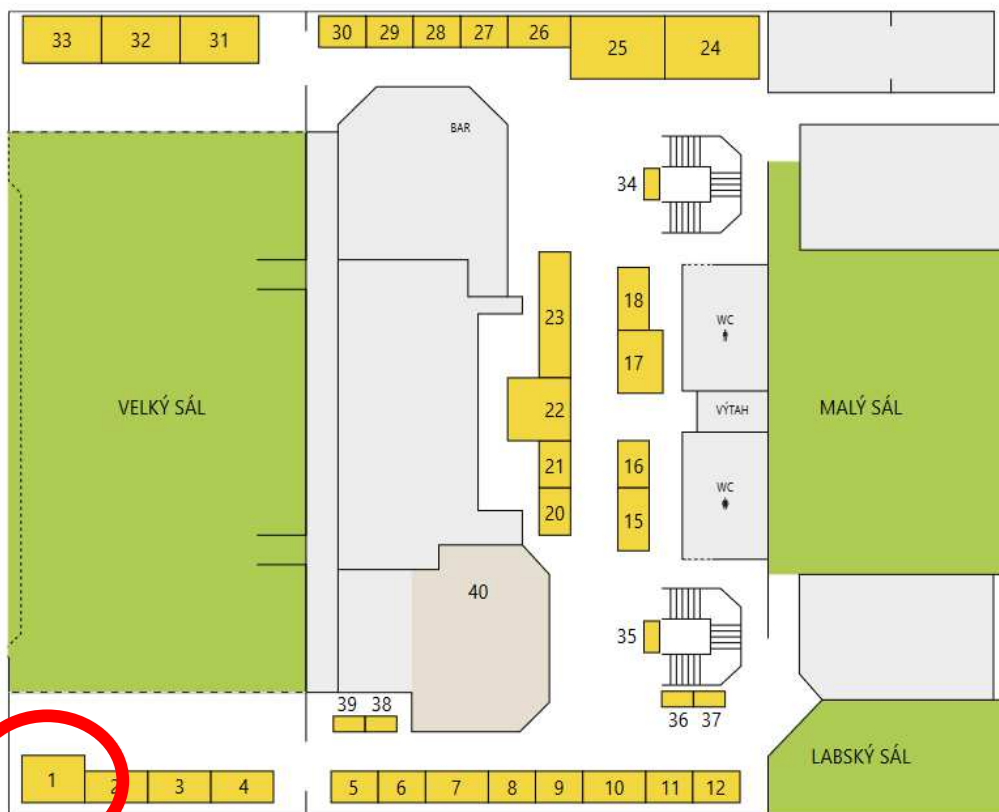 33 32 31 30 29 28 27 26 25 24
BAR
34
18
23
WC
17
VELKÝ SÁL 22 VÝTAH MALÝ SÁL
21 16
WC
20 15
40
35
39 38
36 37
LABSKÝ SÁL
1 2 3 4 5 6 7 8 9 10 11 12